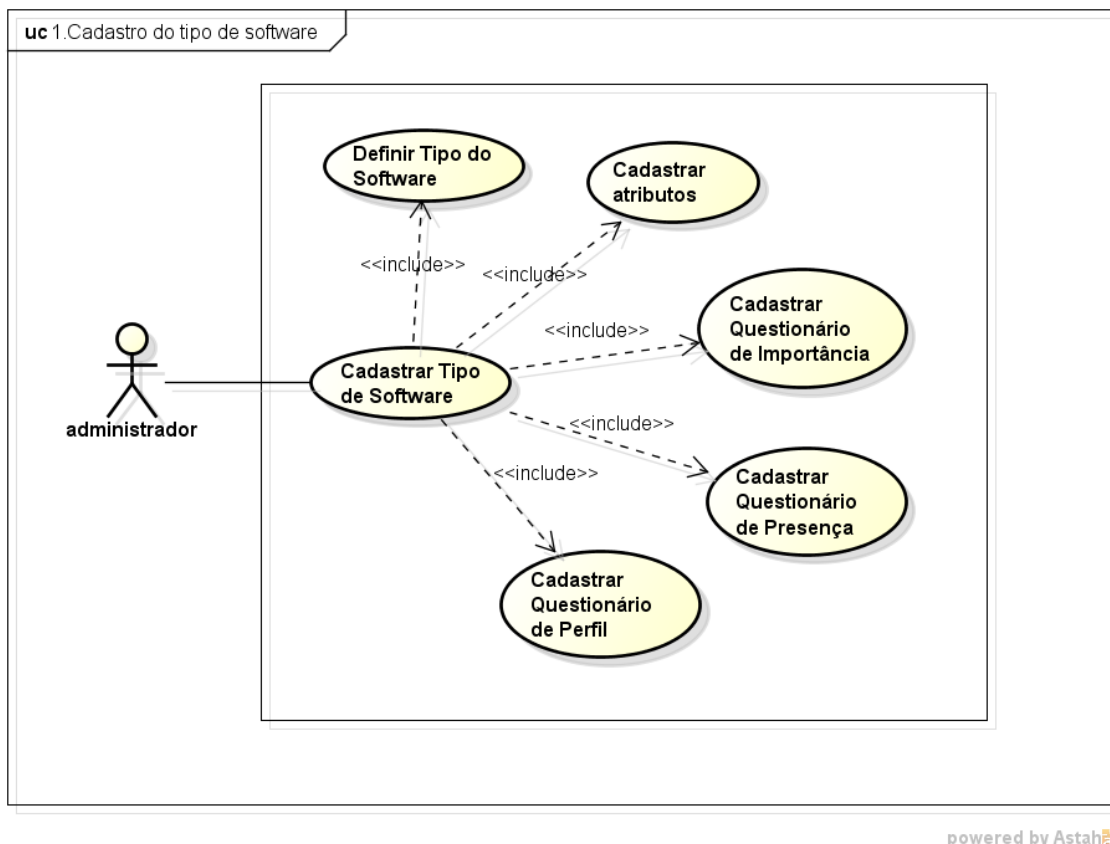 uc 1.Cadastro do tipo de software
Definir Tipo do
Software
Cadastrar
atributos
<<include>>
<<include>>
Cadastrar
Questionário
de Importância
<<include>>
Cadastrar Tipo
de Software
administrador
<<include>>
<<include>>
Cadastrar
Questionário
de Presença
Cadastrar
Questionário
de Perfil
powered by Astah